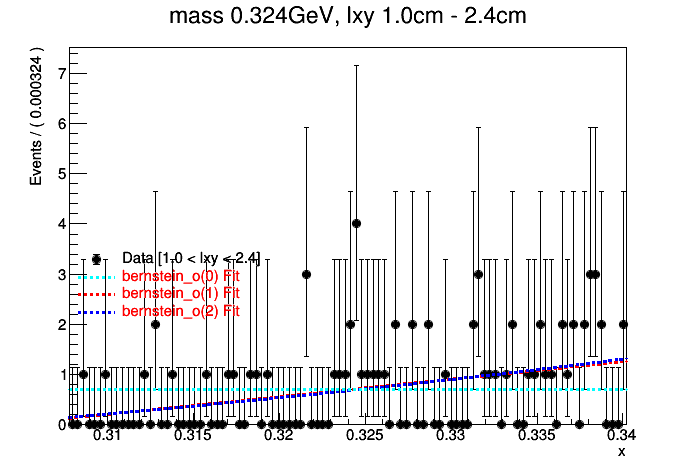 mass 0.324GeV, lxy 1.0cm - 2.4cm
Events / ( 0.000324 )
7
6
5
4
3
2
1
0
Data [1.0 < lxy < 2.4]
bernstein_o(0) Fit
bernstein_o(1) Fit
bernstein_o(2) Fit
0.31 0.315 0.32 0.325 0.33 0.335 0.34
x